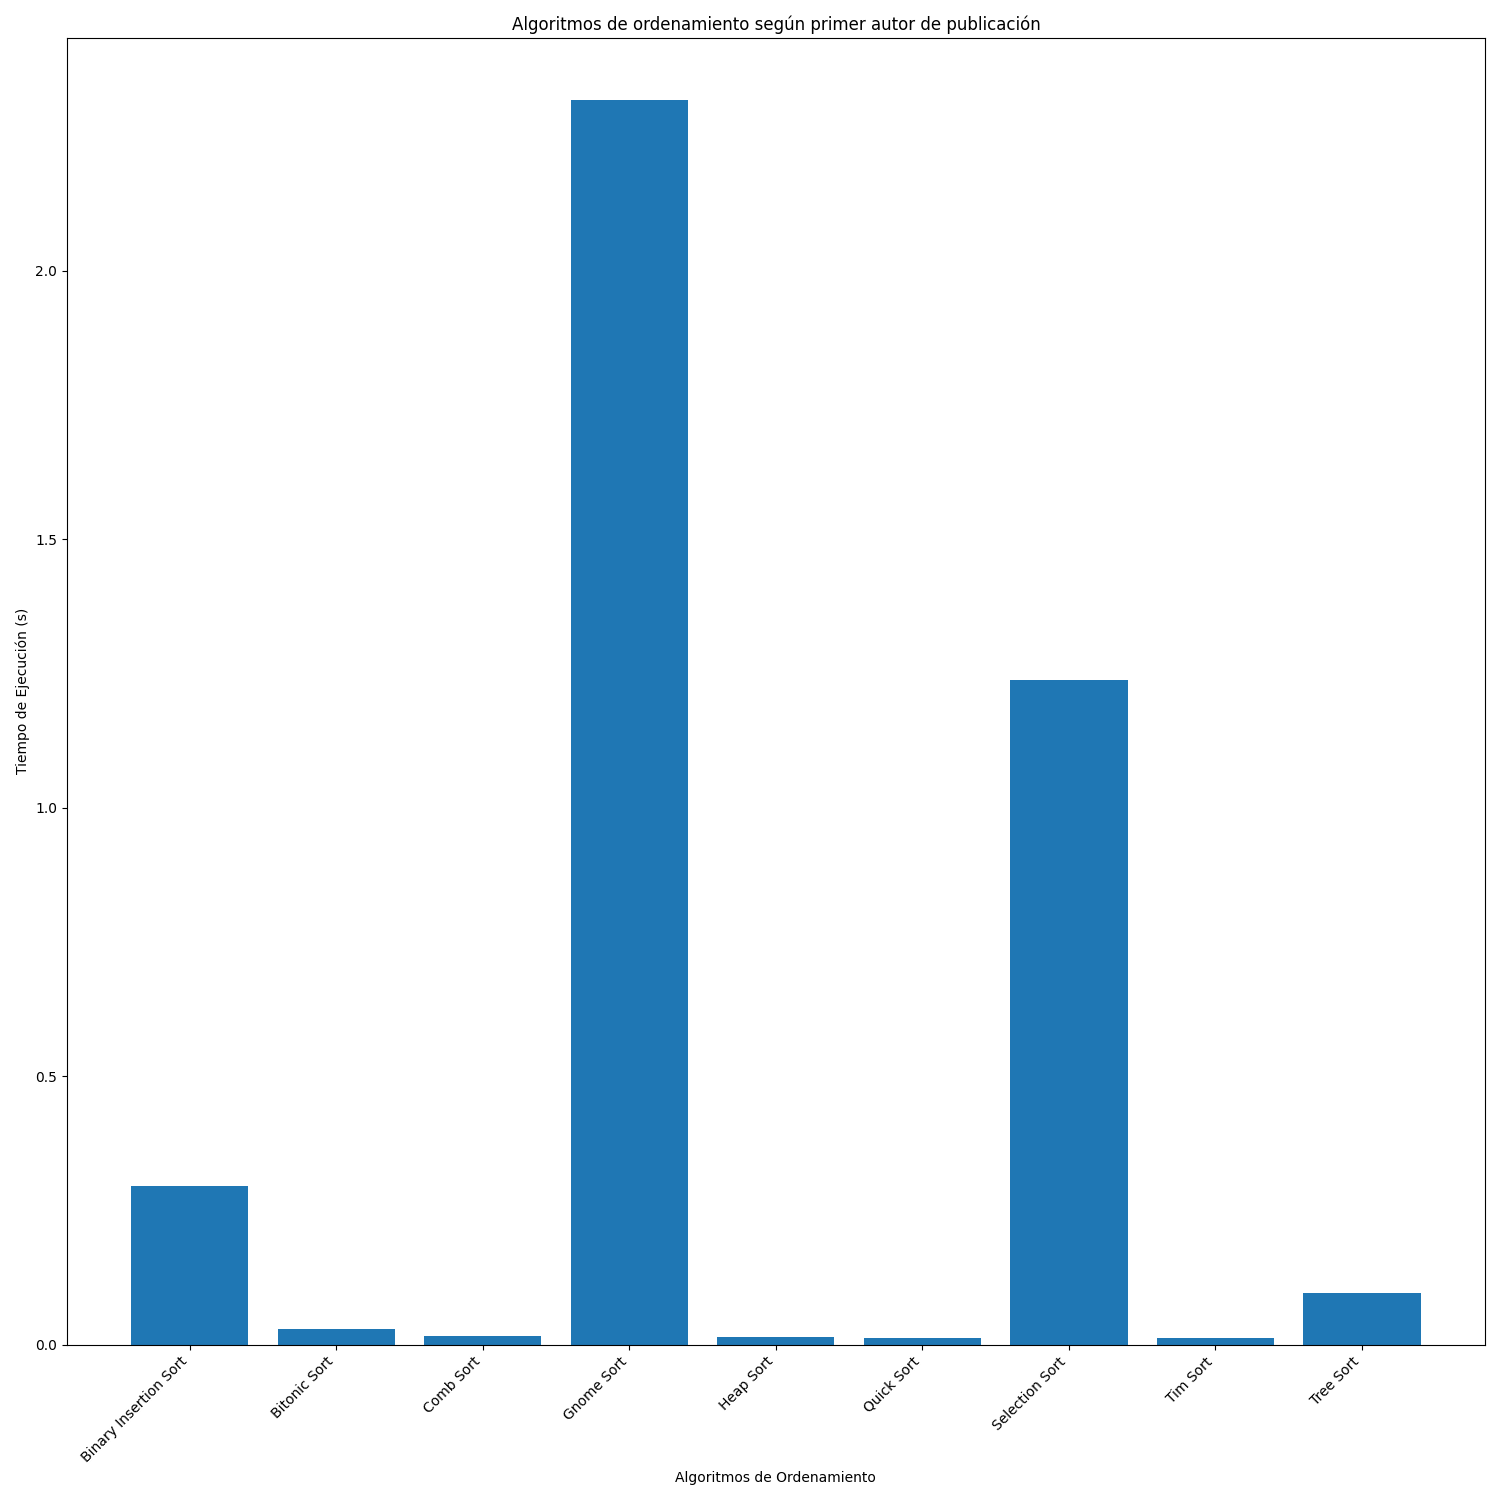 Algoritmos de ordenamiento según primer autor de publicación
Tiempo de Ejecución (s)
2.0
1.5
1.0
0.5
0.0
Binary Insertion Sort
Bitonic Sort
Comb Sort
Gnome Sort
Heap Sort
Quick Sort
Selection Sort
Tim Sort
Tree Sort
Algoritmos de Ordenamiento